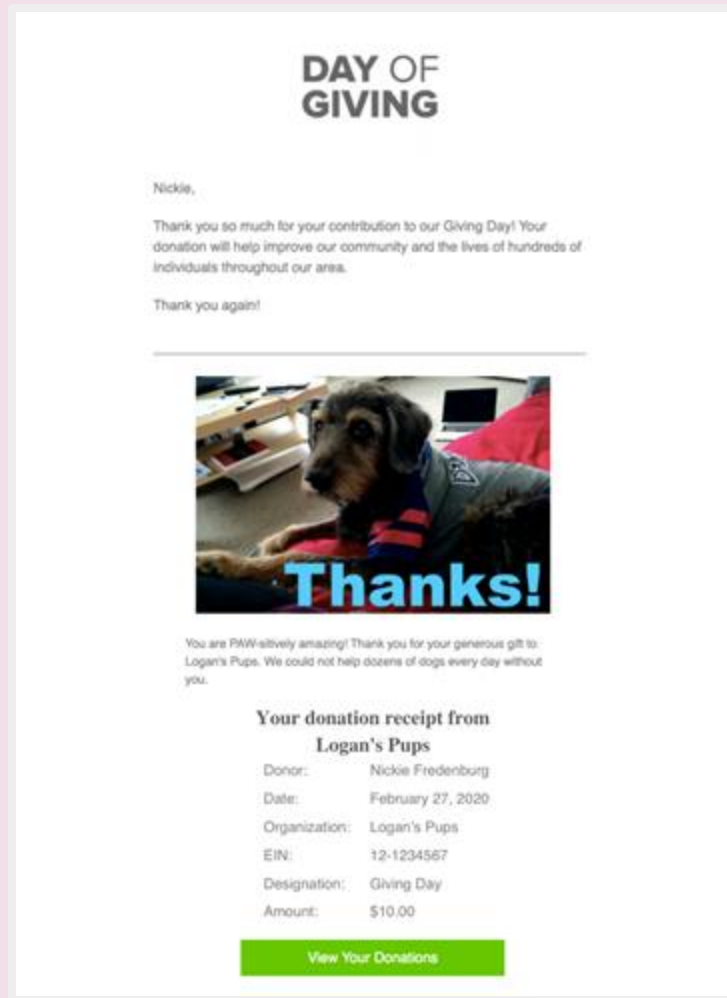 DAY OF
GIVING
Nickie,
Thank you so much for your contribution to our Giving Day! Your
donation will help improve our community and the lives of hundreds of
individuals throughout our area.
Thank you again!
Thanks!
You are PAW-sitively amazing! Thank you for your generous gift to
Logan's Pups. We could not help dozens of dogs every day without
you.
Your donation receipt from
Logan's Pups
Donor: Nickie Fredenburg
Date: February 27, 2020
Organization: Logan's Pups
EIN: 12-1234567
Designation: Giving Day
Amount: $10.00
View Your Donations